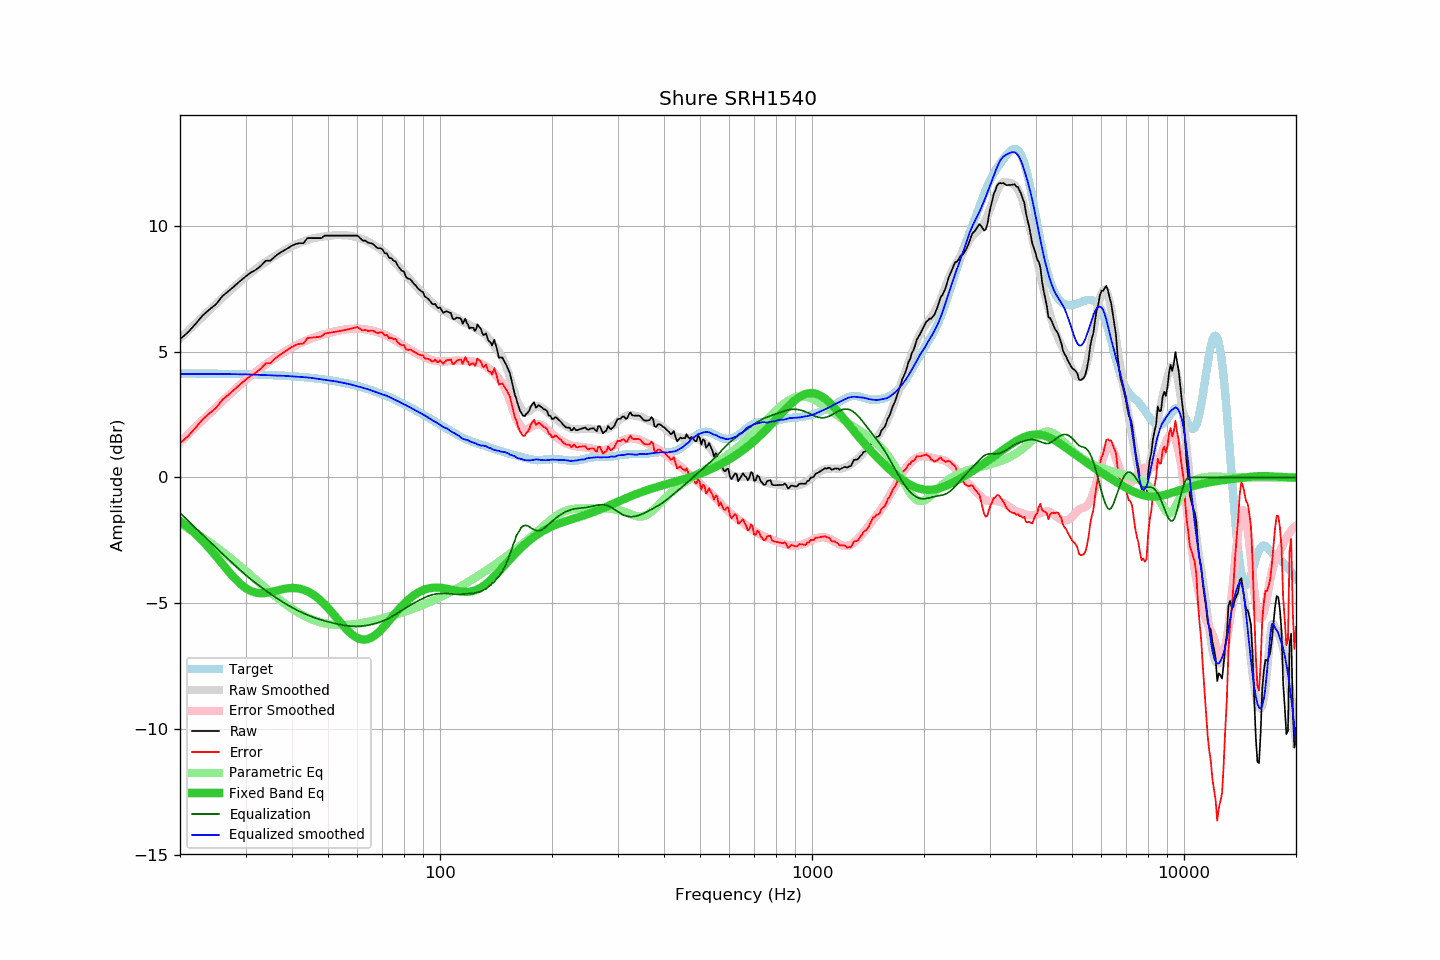 Shure SRH1540
Amplitude (dBr)
10
5
0
−5
−10
−15
Target
Raw Smoothed
Error Smoothed
Raw
Error
Parametric Eq
Fixed Band Eq
Equalization
Equalized smoothed
100
1000
10000
Frequency (Hz)